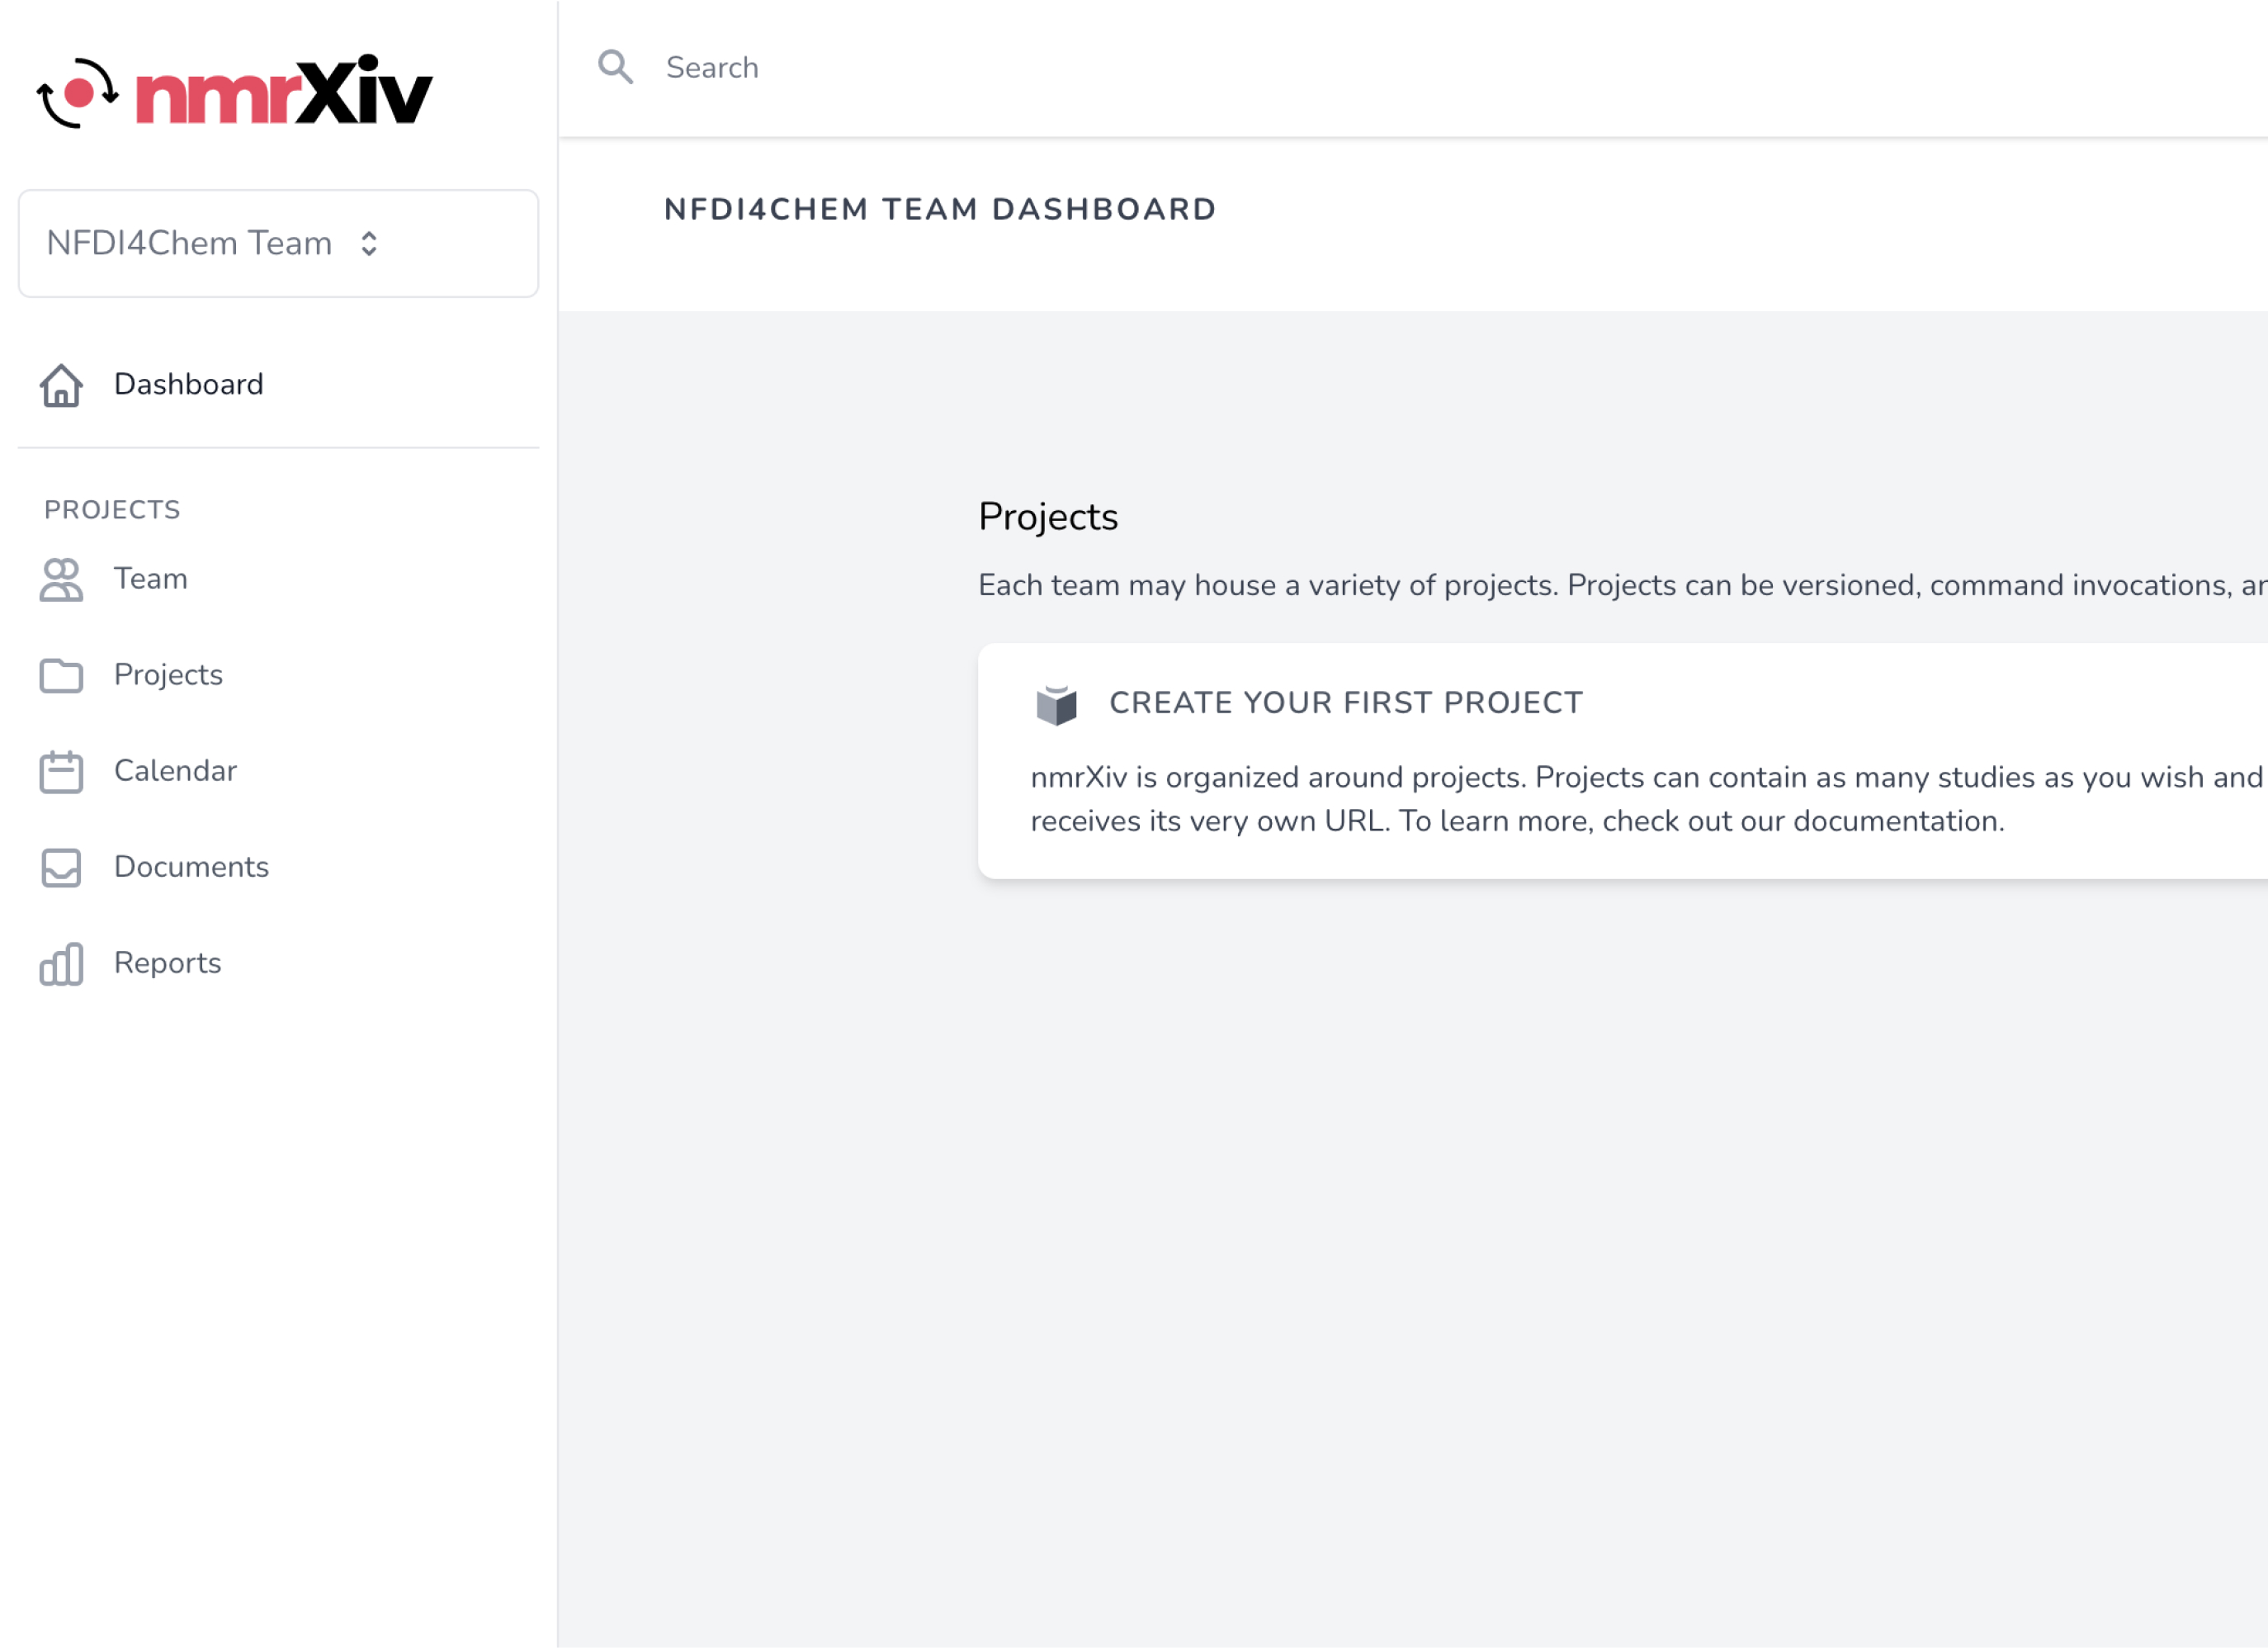 nmrXiv
NFDI4Chem Team
Dashboard
PROJECTS
Team
Projects
Calendar
Documents
Reports
Search
NFDI4CHEM TEAM DASHBOARD
Projects
Each team may house a variety of projects. Projects can be versioned, command invocations,
CREATE YOUR FIRST PROJECT
nmrXiv is organized around projects. Projects can contain as many studies as you wish and
receives its very own URL. To learn more, check out our documentation.